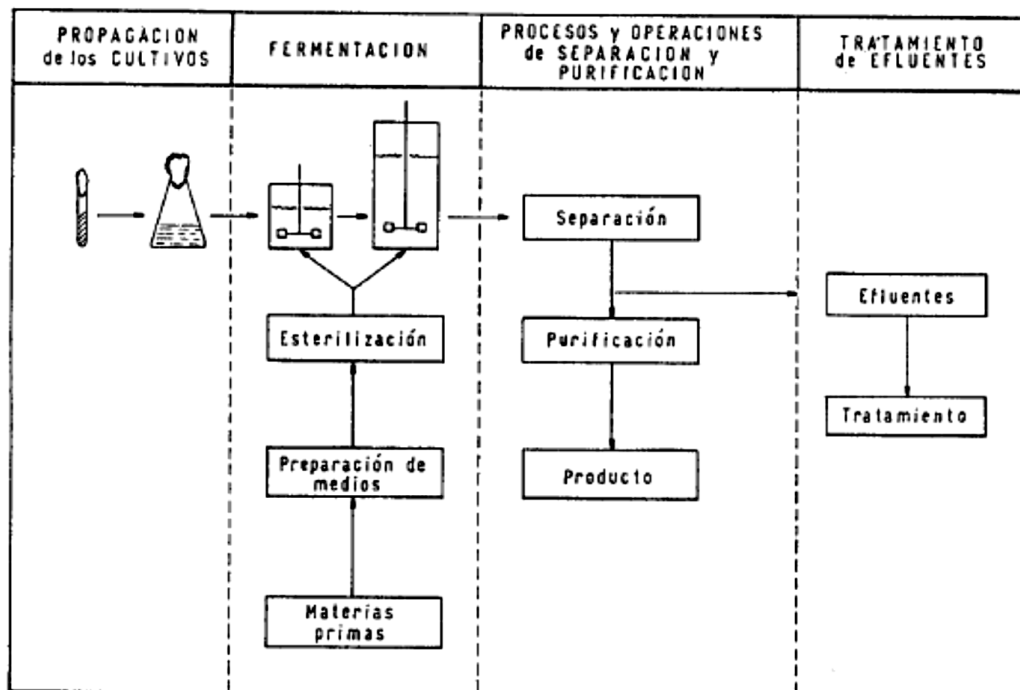 PROPAGACION
de los CULTIVOS
FERMENTACION
PROCESOS y OPERACIONES
de SEPARACION y
PURIFICACION
TRATAMIENTO
de EFLUENTES
Separación
Efluentes
Esterilización
Purificación
Tratamiento
Preparación de
medios
Producto
Materias
primas